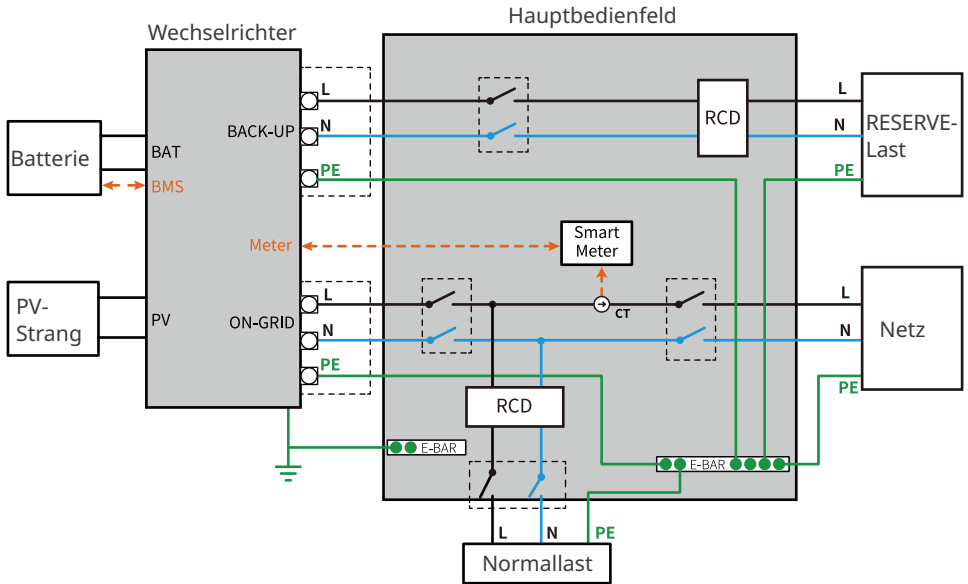 Hauptbedienfeld
Wechselrichter
L
N
PE
BACK-UP
RCD
L
N
PE
RESERVE-
Last
Batterie
BAT
BMS
Meter
Smart
Meter
PV-
Strang
PV
ON-GRID
L
N
PE
CT
L
N
PE
Netz
RCD
E-BAR
E-BAR
L
N
PE
Normallast